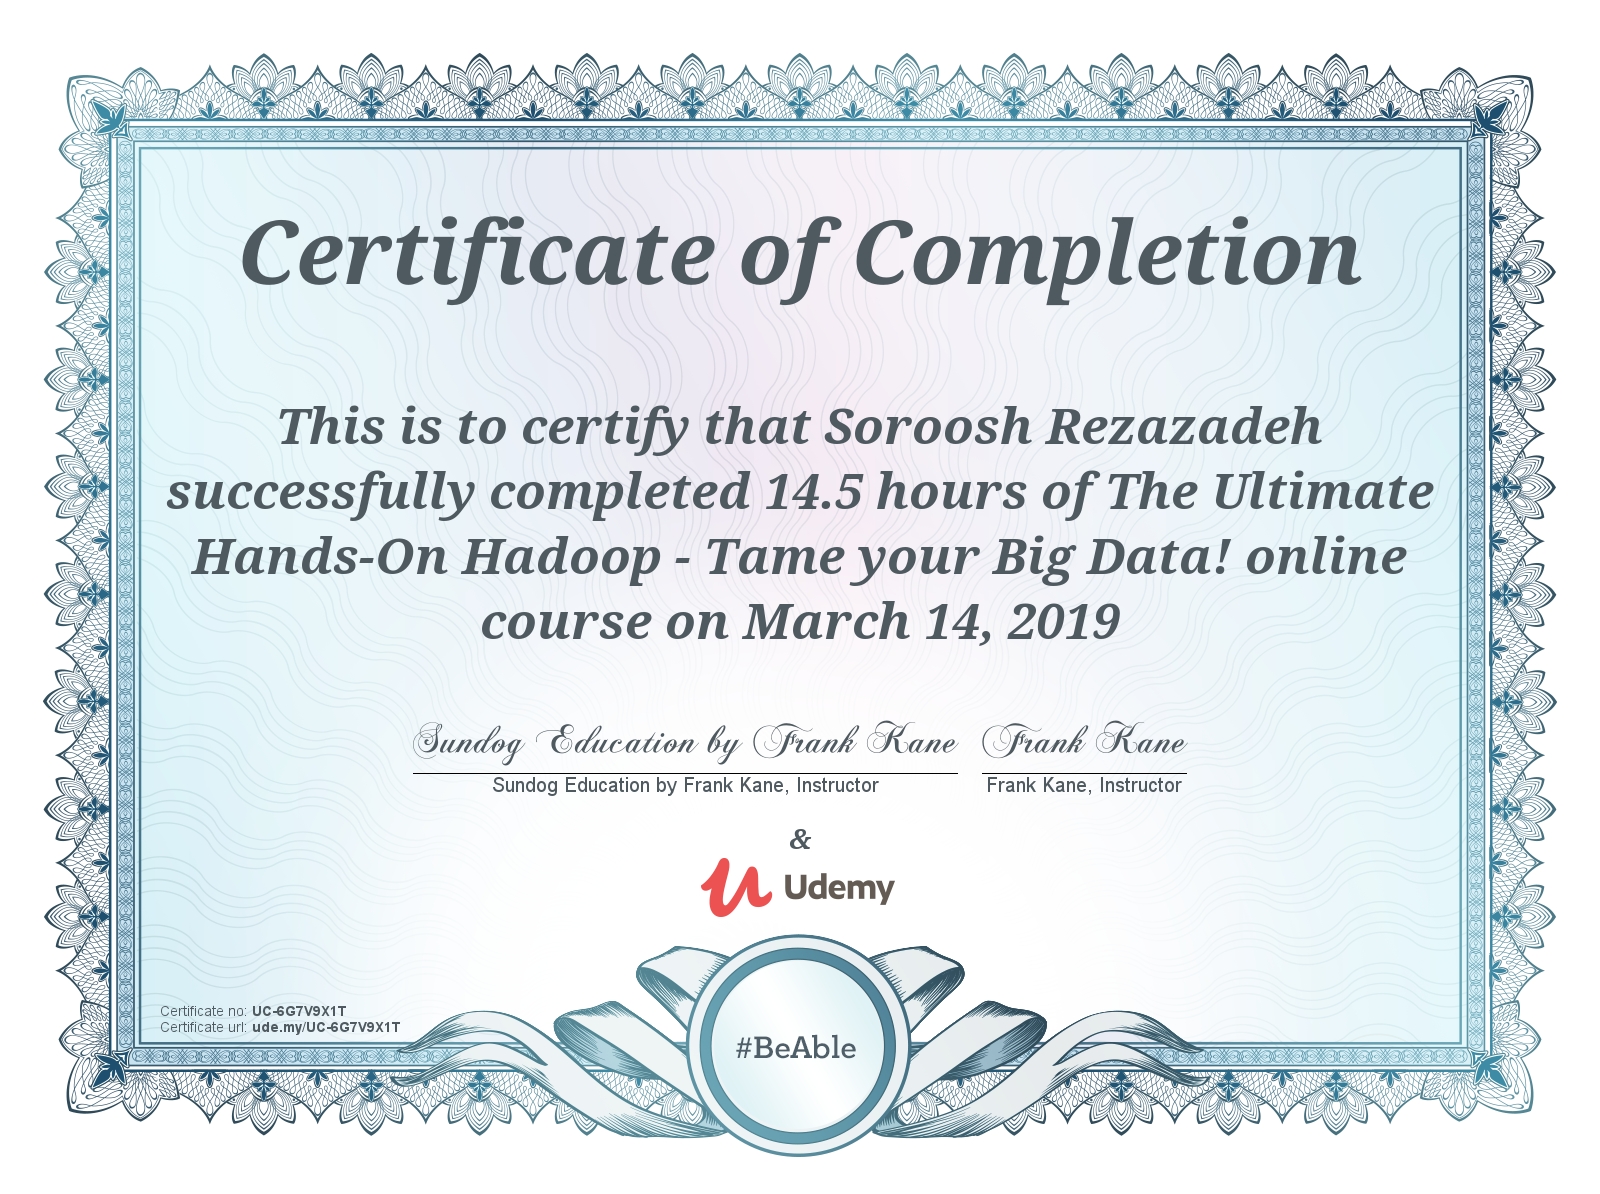 Certificate of Completion
This is to certify that Soroosh Rezazadeh
successfully completed 14.5 hours of The Ultimate
Hands-On Hadoop - Tame your Big Data! online
course on March 14, 2019
Sundog Education by Frank Kane Frank Kane
Sundog Education by Frank Kane, Instructor Frank Kane, Instructor
&
Udemy
Certificate no: UC-6G7V9X1T
Certificate url: ude.my/UC-6G7V9X1T
#BeAble